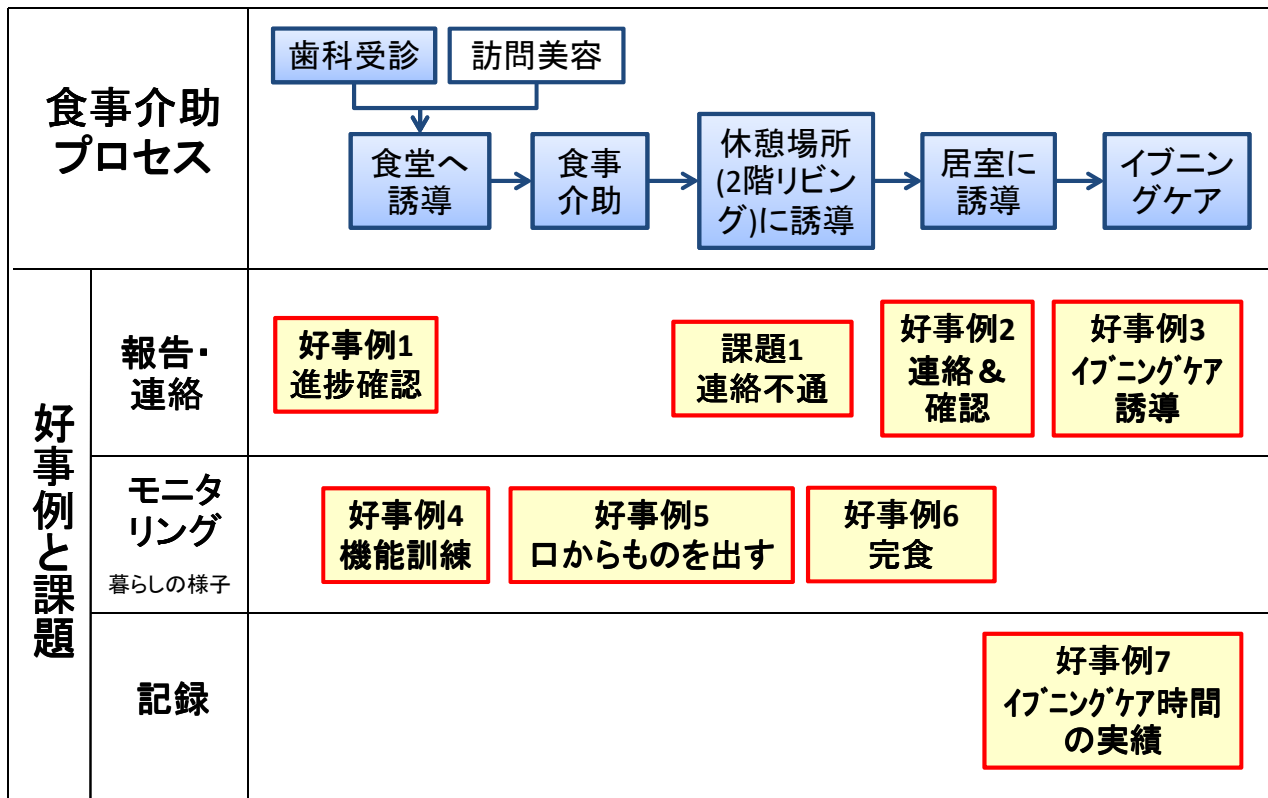 食事介助
プロセス
歯科受診
訪問美容
食堂へ
誘導
食事
介助
休憩場所
(2階リビン
グ)に誘導
居室に
誘導
イブニン
グケア
好事例と課題
報告・
連絡
好事例1
進捗確認
課題1
連絡不通
好事例2
連絡＆
確認
好事例3
ｲﾌﾞﾆﾝｸﾞｹｱ
誘導
モニタ
リング
暮らしの様子
好事例4
機能訓練
好事例5
口からものを出す
好事例6
完食
記録
好事例7
ｲﾌﾞﾆﾝｸﾞｹｱ時間
の実績